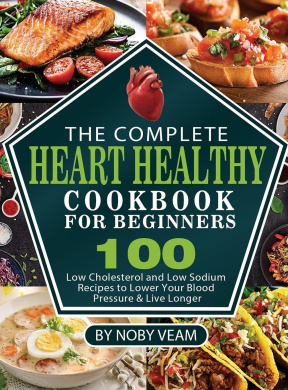 THE COMPLETE
HEART HEALTHY
COOKBOOK
FOR BEGINNERS
100
Low Cholesterol and Low Sodium
Recipes to Lower Your Blood
Pressure & Live Longer
BY NOBY VEAM